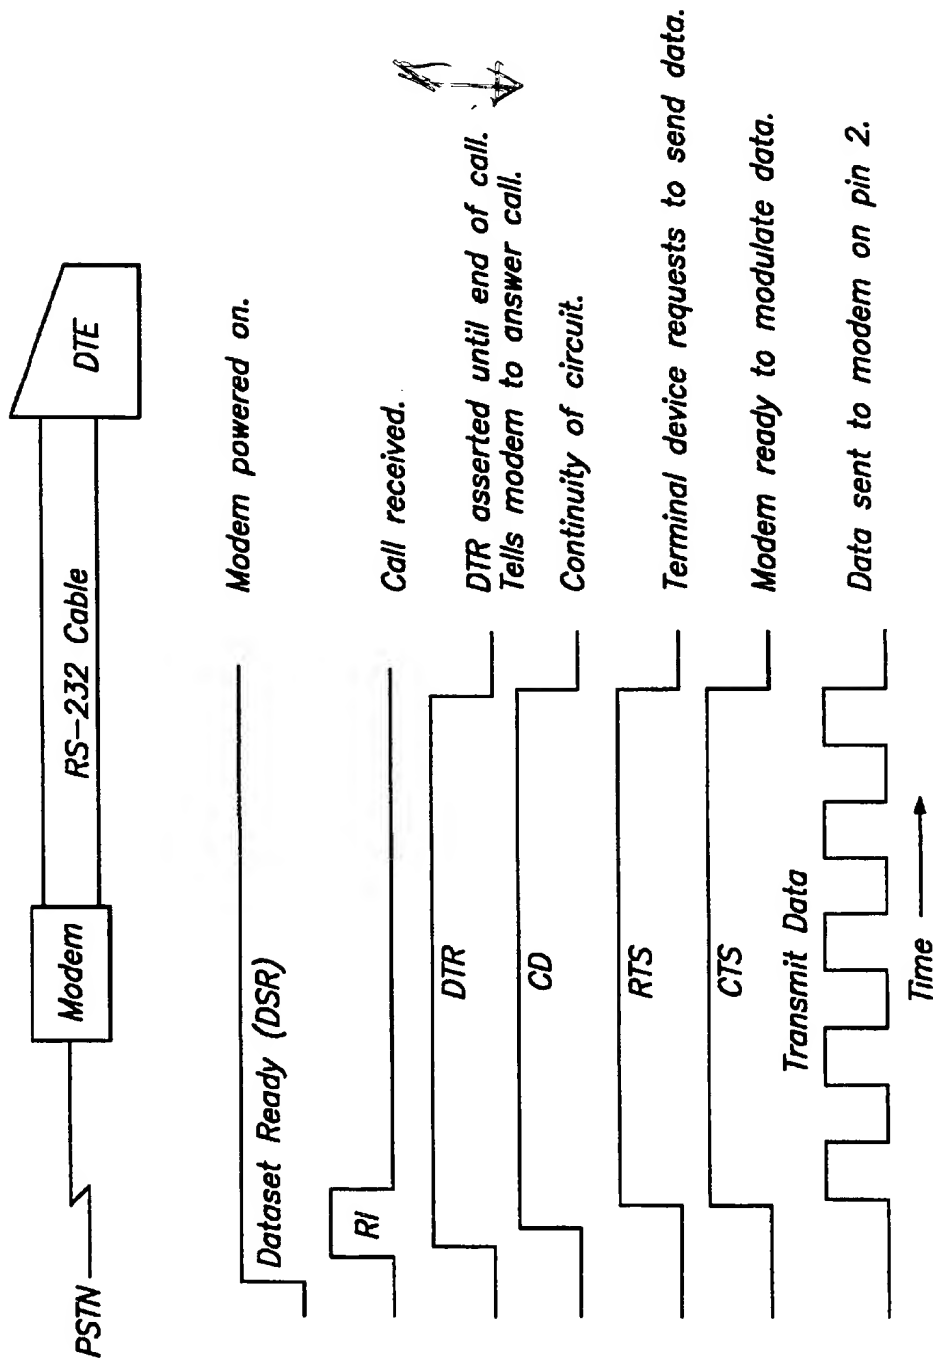 PSTN
Modem
RS-232 Cable
DTE
Dataset Ready (DSR)
Modem powered on.
RI
Call received.
DTR
DTR asserted until end of call.
Tells modem to answer call.
CD
Continuity of circuit.
RTS
Terminal device requests to send data.
CTS
Modem ready to modulate data.
Transmit Data
Data sent to modem on pin 2.
Time